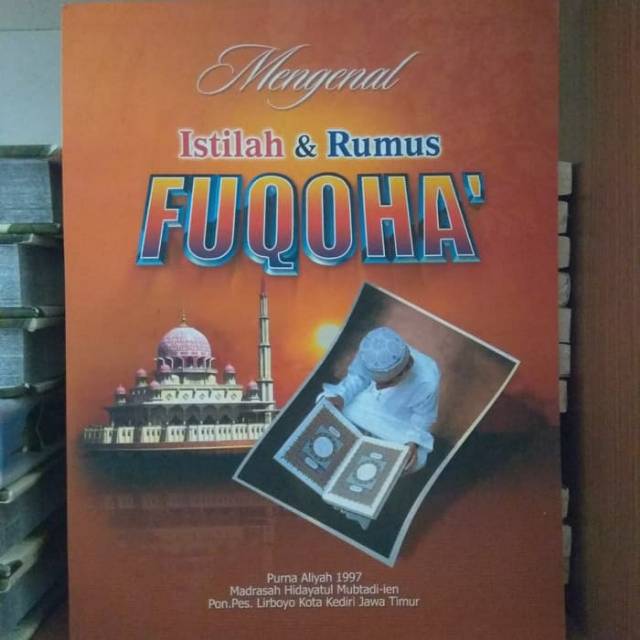 Mengenal
Istilah & Rumus
FUQOHA'
Purna Aliyah 1997
Madrasah Hidayatul Mubtadi-ien
Pon.Pes. Lirboyo Kota Kediri Jawa Timur